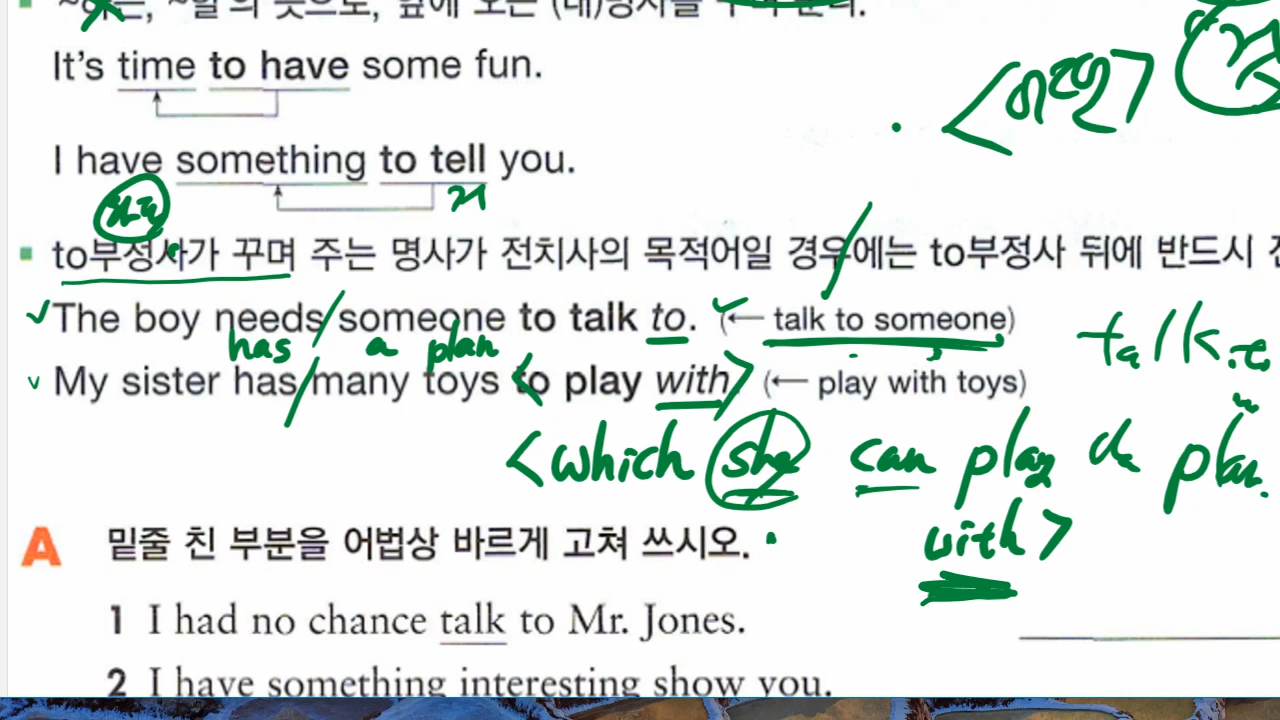 It's time to have some fun.
I have something to tell you.
to부정사가 꾸며 주는 명사가 전치사의 목적어일 경우에는 to부정사 뒤에 반드시
The boy needs someone to talk to. (← talk to someone) talk
has a plan
My sister has many toys to play with (← play with toys)
<which she can play
with>
A 밑줄 친 부분을 어법상 바르게 고쳐 쓰시오.
1 I had no chance talk to Mr. Jones.
2 I have something interesting show you.